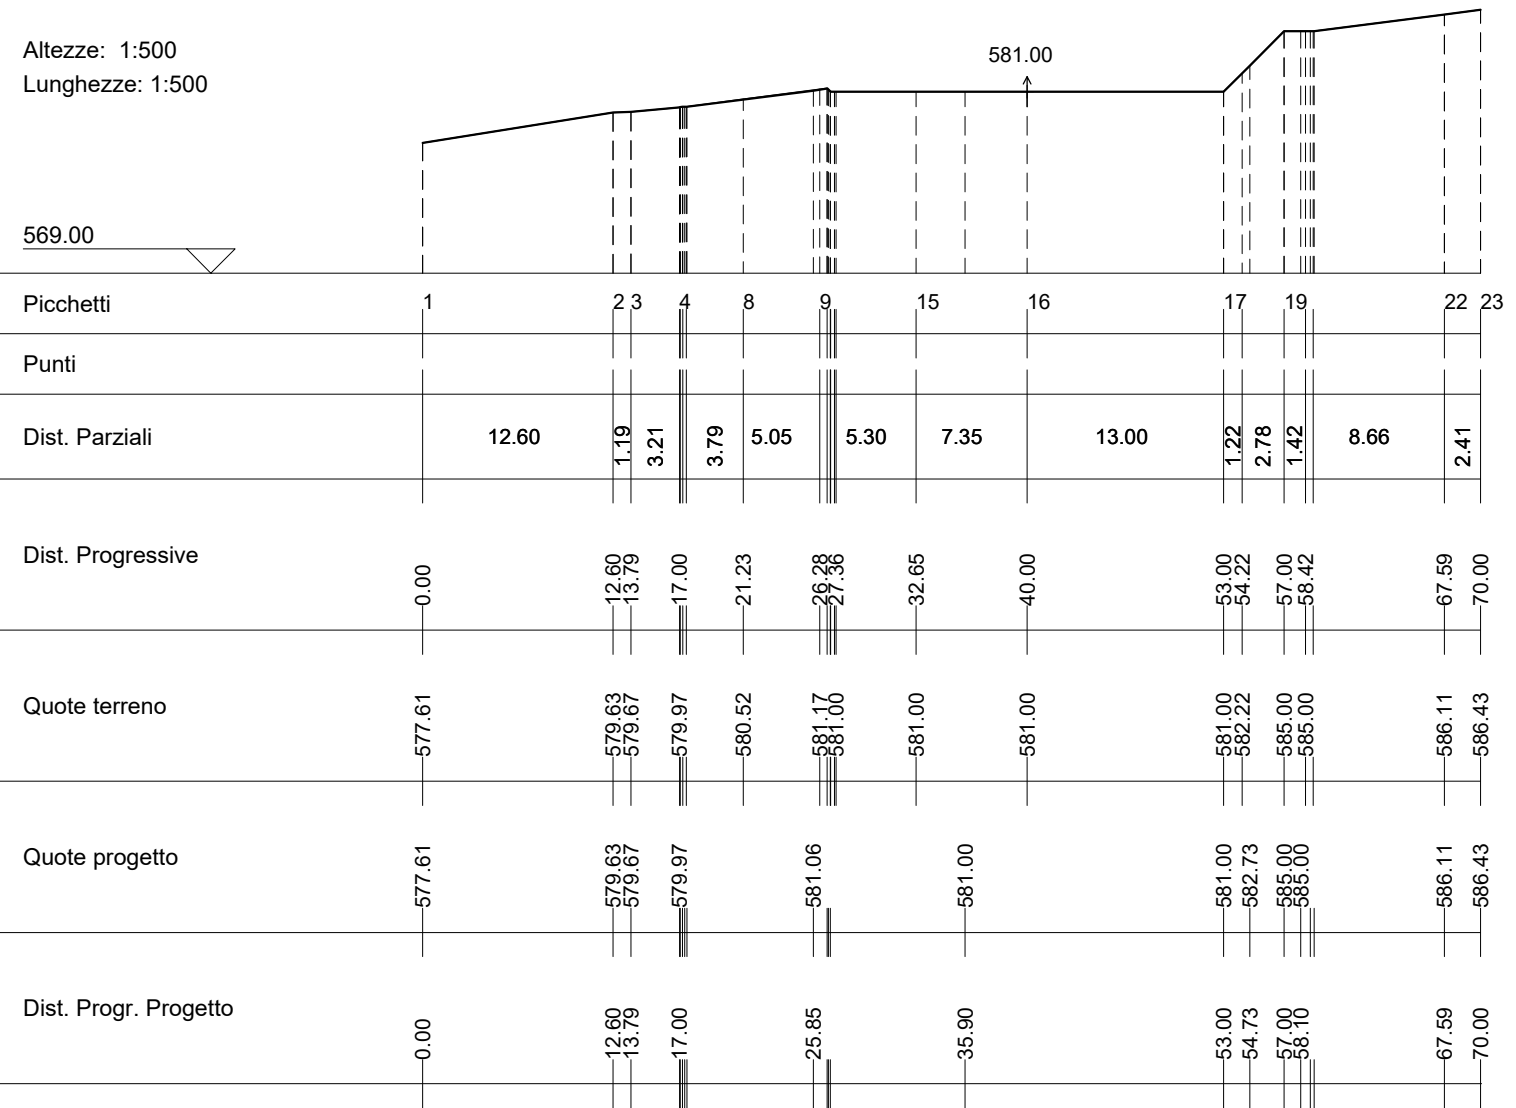 Altezze: 1:500
Lunghezze: 1:500
581.00
569.00
Picchetti 1 2 3 4 8 9 15 16 17 19 22 23
Punti
Dist. Parziali 12.60 1.19 3.21 3.79 5.05 5.30 7.35 13.00 1.22 2.78 1.42 8.66 2.41
Dist. Progressive 0.00 12.60 13.79 17.00 21.23 26.28 27.36 32.65 40.00 53.00 54.22 57.00 58.42 67.59 70.00
Quote terreno 577.61 579.63 579.67 579.97 580.52 581.17 581.00 581.00 581.00 581.00 582.22 585.00 585.00 586.11 586.43
Quote progetto 577.61 579.63 579.67 579.97 581.06 581.00 581.00 582.73 585.00 585.00 586.11 586.43
Dist. Progr. Progetto 0.00 12.60 13.79 17.00 25.85 35.90 53.00 54.73 57.00 58.10 67.59 70.00